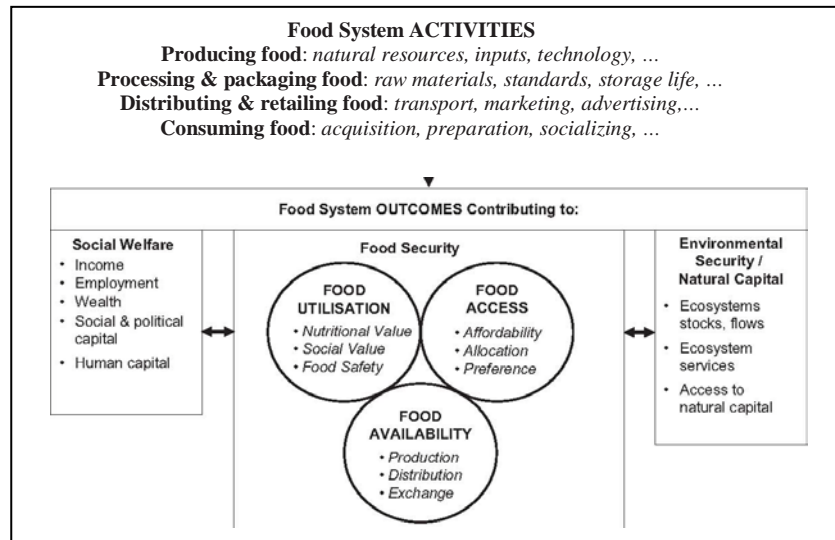 Food System ACTIVITIES
Producing food: natural resources, inputs, technology, …
Processing & packaging food: raw materials, standards, storage life, …
Distributing & retailing food: transport, marketing, advertising,…
Consuming food: acquisition, preparation, socializing, …
Food System OUTCOMES Contributing to:
Social Welfare
• Income
• Employment
• Wealth
• Social & political
capital
• Human capital
Food Security
FOOD
UTILISATION
• Nutritional Value
• Social Value
• Food Safety
FOOD
ACCESS
• Affordability
• Allocation
• Preference
FOOD
AVAILABILITY
• Production
• Distribution
• Exchange
Environmental
Security /
Natural Capital
• Ecosystems
stocks, flows
• Ecosystem
services
• Access to
natural capital